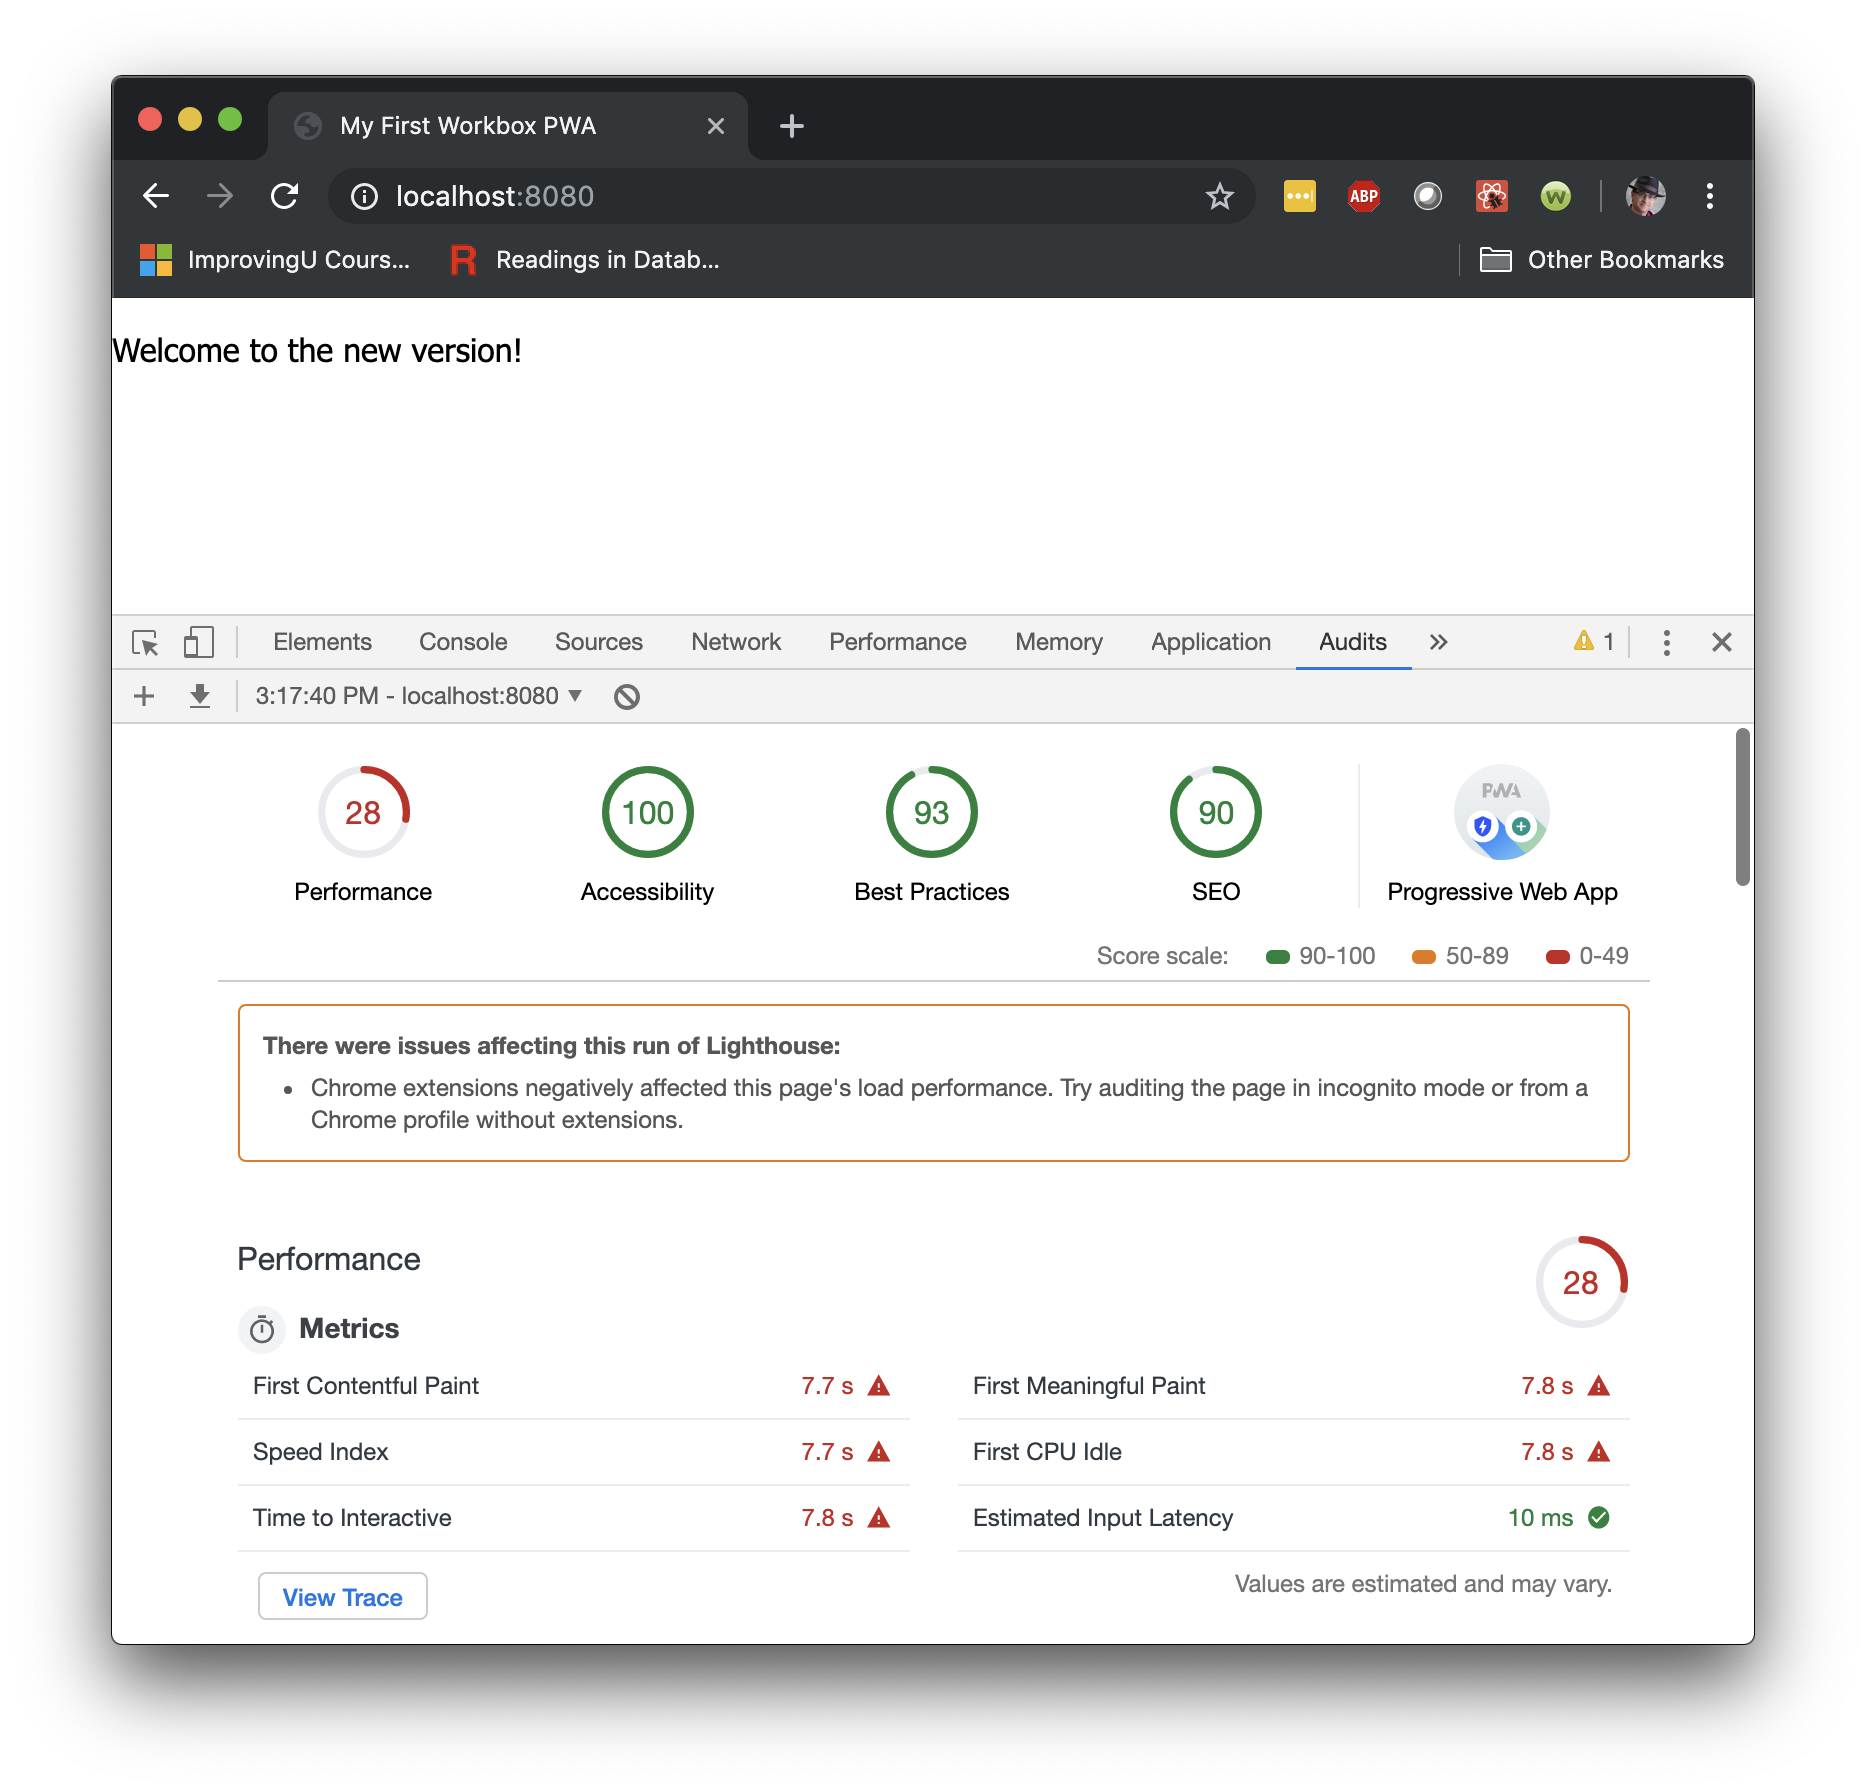 My First Workbox PWA
localhost:8080
ABP
W
ImprovingU Cours...
R
Readings in Datab...
Other Bookmarks
Welcome to the new version!
Elements Console Sources Network Performance Memory Application Audits » 1
3:17:40 PM - localhost:8080
28 100 93 90 PWA
Performance Accessibility Best Practices SEO Progressive Web App
Score scale: 90-100 50-89 0-49
There were issues affecting this run of Lighthouse:
• Chrome extensions negatively affected this page's load performance. Try auditing the page in incognito mode or from a
Chrome profile without extensions.
Performance
28
Metrics
First Contentful Paint 7.7 s First Meaningful Paint 7.8 s
Speed Index 7.7 s First CPU Idle 7.8 s
Time to Interactive 7.8 s Estimated Input Latency 10 ms
View Trace
Values are estimated and may vary.